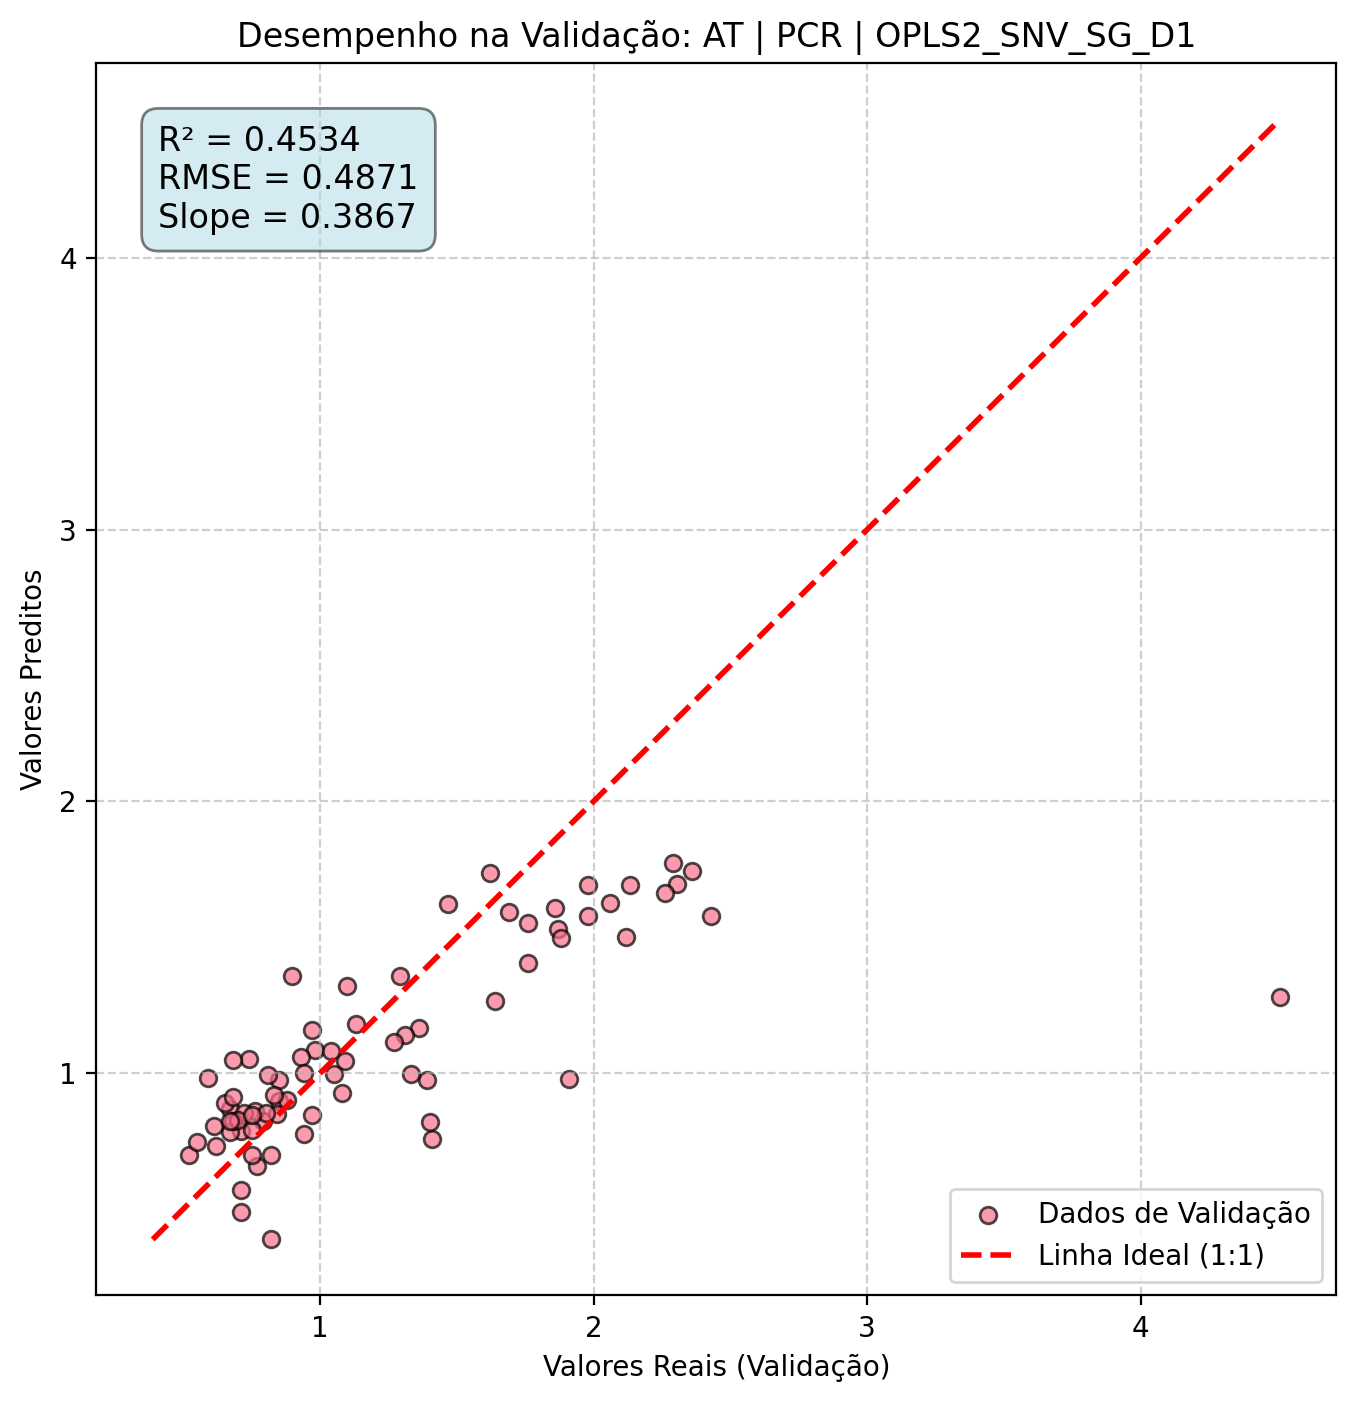 Desempenho na Validação: AT | PCR | OPLS2_SNV_SG_D1
R² = 0.4534
RMSE = 0.4871
Slope = 0.3867
4
3
2
1
Valores Preditos
Dados de Validação
Linha Ideal (1:1)
1 2 3 4
Valores Reais (Validação)